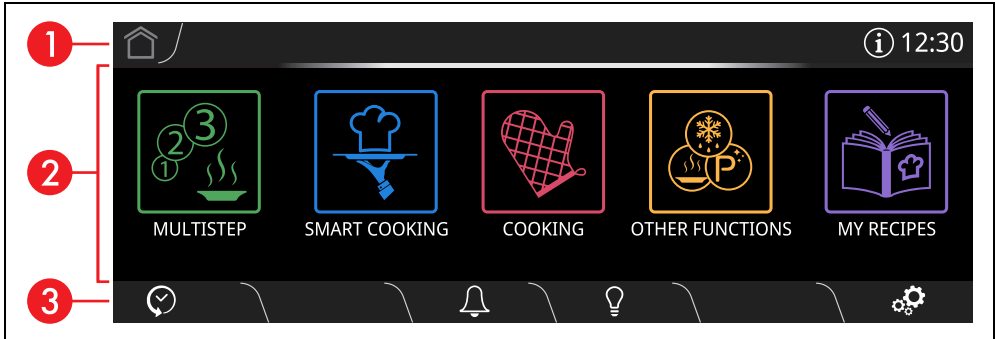 1
12:30
2
3
2
1
P
MULTISTEP
SMART COOKING
COOKING
OTHER FUNCTIONS
MY RECIPES
3